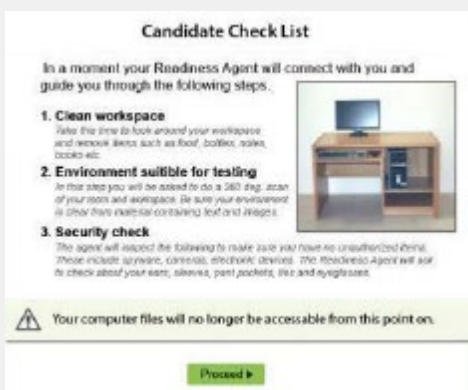 Candidate Check List
In a moment your Readiness Agent will connect with you and
guide you through the following steps.
1. Clean workspace
Take this time to look around your workspace
and remove items such as food, bottles, notes,
books etc.
2. Environment suitible for testing
In this step you will be asked to do a 360 deg. scan
of your room and workspace. Be sure your environment
is clear from material containing text and images.
3. Security check
The agent will inspect the following to make sure you have no unauthorized items.
These include spyware, cameras, electronic devices. The Readiness Agent will ask
to check about your ears, sleeves, pant pockets, ties and eyeglasses.
Your computer files will no longer be accessable from this point on.
Proceed